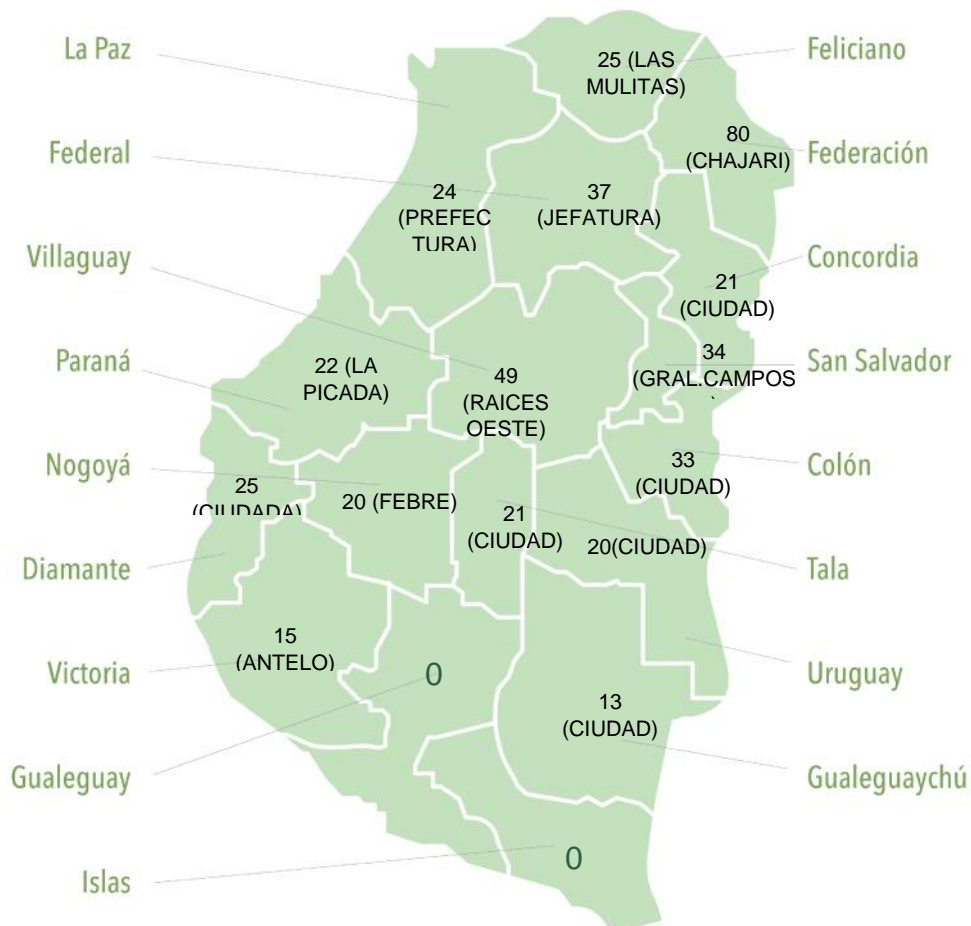 La Paz
25 (LAS
MULITAS)
Feliciano
Federal
80
(CHAJARI)
Federación
24
(PREFEC
TURA)
37
(JEFATURA)
Villaguay
Concordia
21
(CIUDAD)
Paraná
22 (LA
PICADA)
49
(RAICES
OESTE)
34
(GRAL.CAMPOS
)
San Salvador
Nogoyá
25
(CIUDADA)
20 (FEBRE)
21
(CIUDAD)
33
(CIUDAD)
Colón
20(CIUDAD)
Diamante
Tala
Victoria
15
(ANTELO)
0
Uruguay
13
(CIUDAD)
Gualeguay
Gualeguaychú
Islas
0